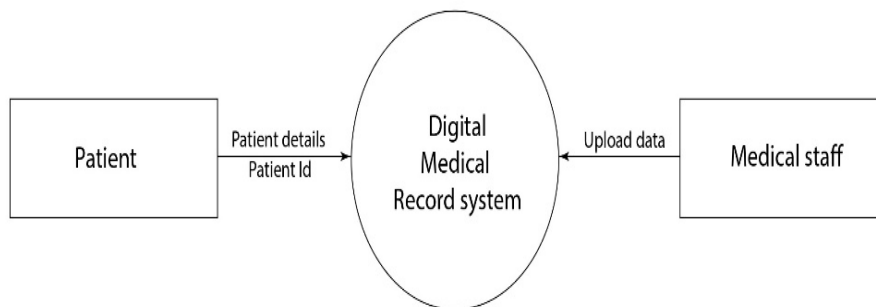 Patient
Patient details
Patient Id
Digital
Medical
Record system
Upload data
Medical staff